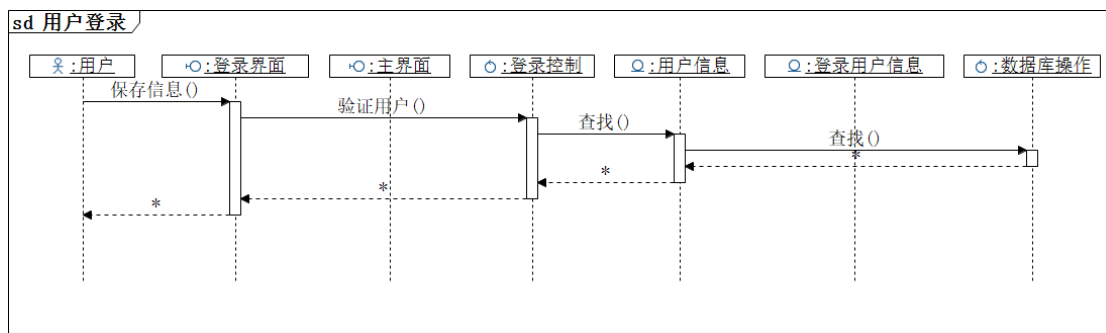 sd 用户登录
:用户 :登录界面 :主界面 :登录控制 :用户信息 :登录用户信息 :数据库操作
保存信息()
验证用户()
查找()
查找()
*
*
*
*